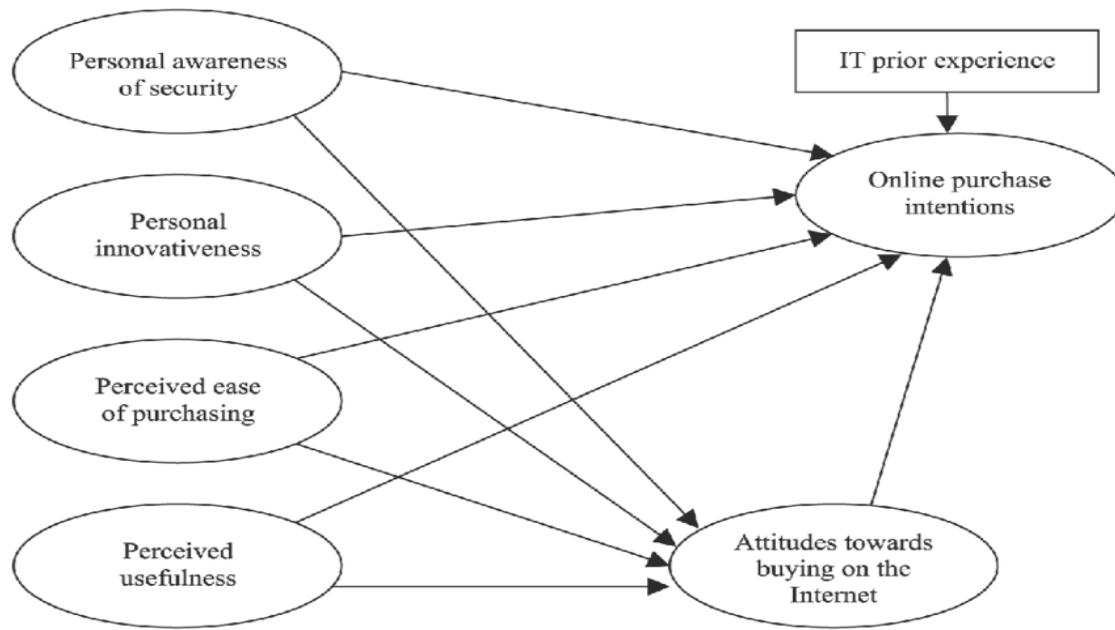 Personal awareness
of security
IT prior experience
Online purchase
intentions
Personal
innovativeness
Perceived ease
of purchasing
Perceived
usefulness
Attitudes towards
buying on the
Internet